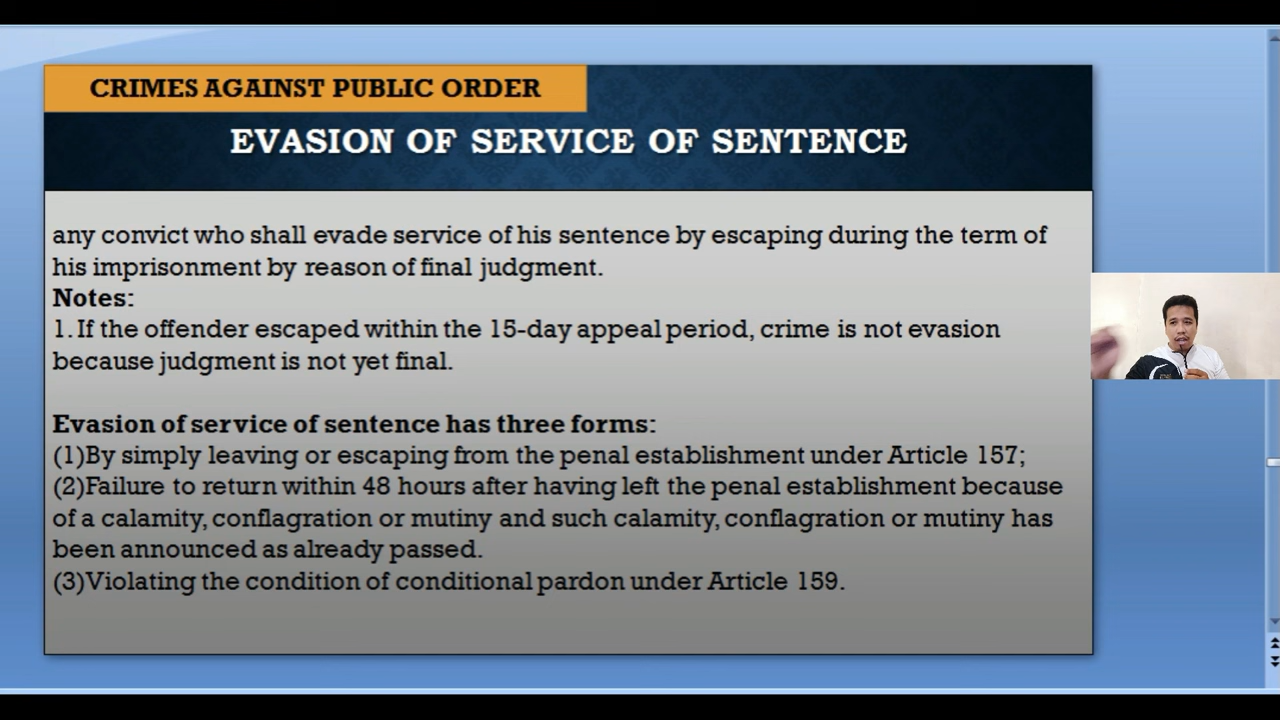 CRIMES AGAINST PUBLIC ORDER
EVASION OF SERVICE OF SENTENCE
any convict who shall evade service of his sentence by escaping during the term of
his imprisonment by reason of final judgment.
Notes:
1. If the offender escaped within the 15-day appeal period, crime is not evasion
because judgment is not yet final.
Evasion of service of sentence has three forms:
(1)By simply leaving or escaping from the penal establishment under Article 157;
(2)Failure to return within 48 hours after having left the penal establishment because
of a calamity, conflagration or mutiny and such calamity, conflagration or mutiny has
been announced as already passed.
(3)Violating the condition of conditional pardon under Article 159.